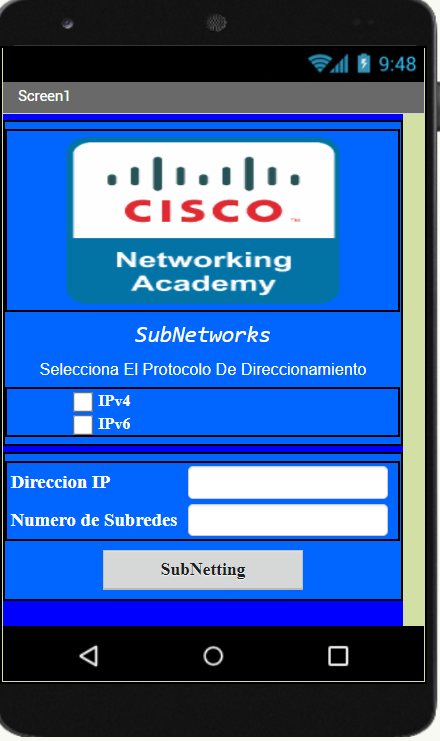 9:48
Screen1
CISCO™
Networking
Academy
SubNetworks
Selecciona El Protocolo De Direccionamiento
IPv4
IPv6
Direccion IP
Numero de Subredes
SubNetting